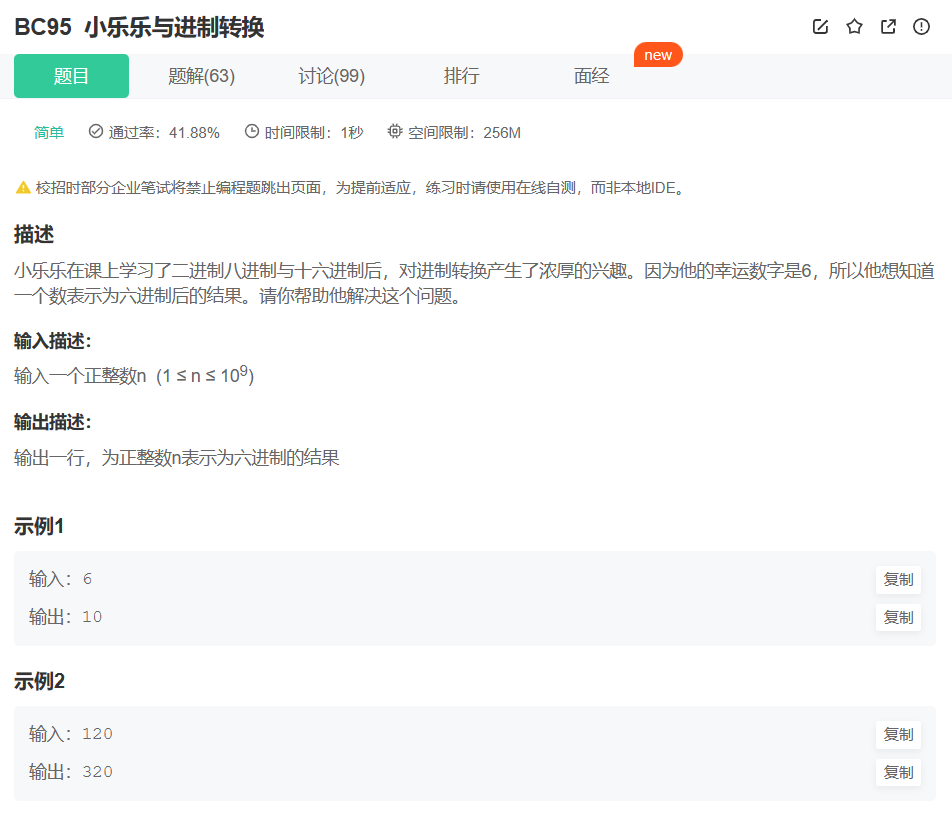 BC95 小乐乐与进制转换
题目 题解(63) 讨论(99) 排行 面经 new
简单 通过率：41.88% 时间限制：1秒 空间限制：256M
校招时部分企业笔试将禁止编程题跳出页面，为提前适应，练习时请使用在线自测，而非本地IDE。
描述
小乐乐在课上学习了二进制八进制与十六进制后，对进制转换产生了浓厚的兴趣。因为他的幸运数字是6，所以他想知道
一个数表示为六进制后的结果。请你帮助他解决这个问题。
输入描述：
输入一个正整数n (1 ≤ n ≤ 10⁹)
输出描述：
输出一行，为正整数n表示为六进制的结果
示例1
输入：6 复制
输出：10 复制
示例2
输入：120 复制
输出：320 复制